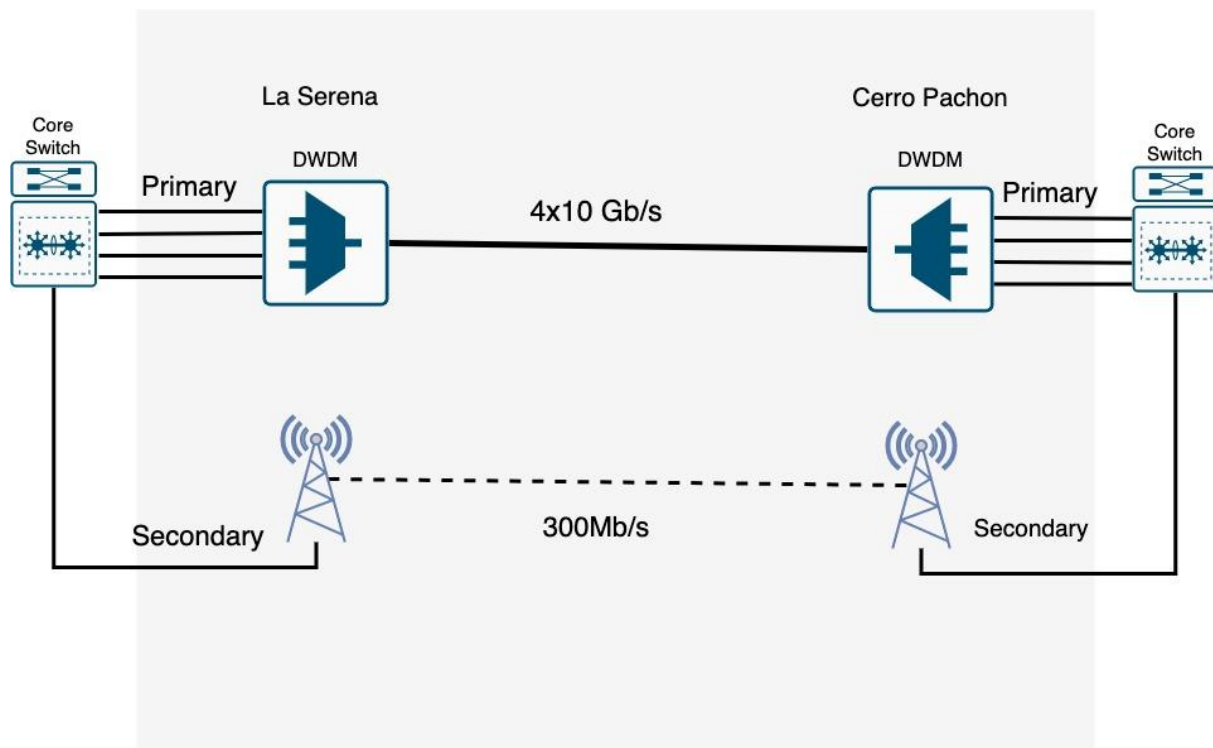 La Serena
Cerro Pachon
Core
Switch
DWDM
DWDM
Core
Switch
Primary
4x10 Gb/s
Primary
Secondary
300Mb/s
Secondary